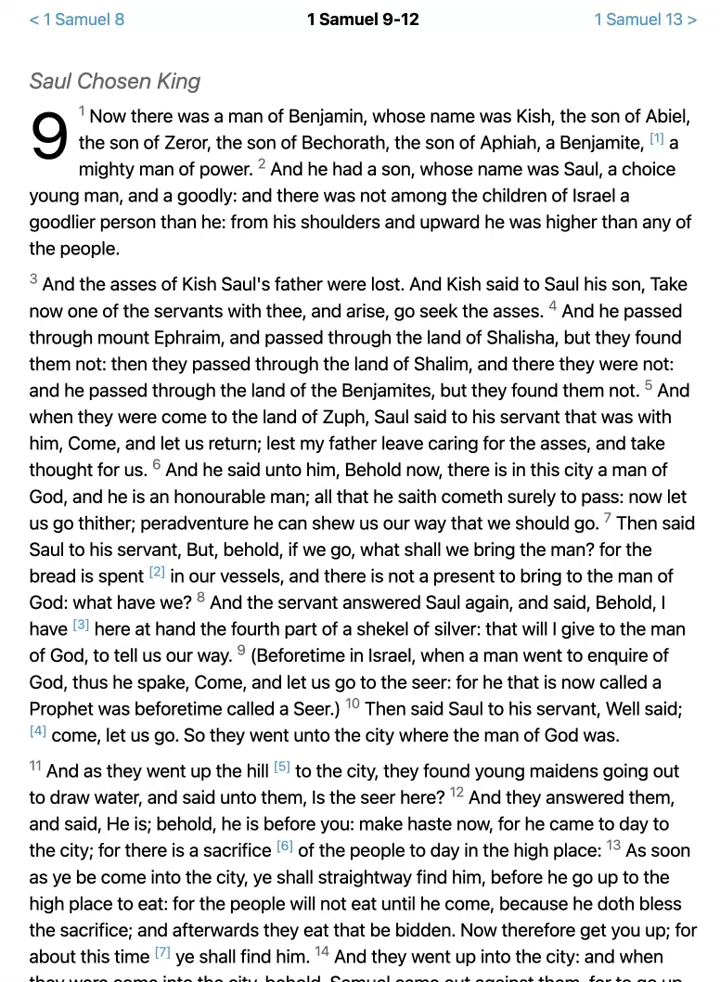 < 1 Samuel 8 1 Samuel 9-12 1 Samuel 13 >
Saul Chosen King
9 1 Now there was a man of Benjamin, whose name was Kish, the son of Abiel,
the son of Zeror, the son of Bechorath, the son of Aphiah, a Benjamite, [1] a
mighty man of power. 2 And he had a son, whose name was Saul, a choice
young man, and a goodly: and there was not among the children of Israel a
goodlier person than he: from his shoulders and upward he was higher than any of
the people.
3 And the asses of Kish Saul's father were lost. And Kish said to Saul his son, Take
now one of the servants with thee, and arise, go seek the asses. 4 And he passed
through mount Ephraim, and passed through the land of Shalisha, but they found
them not: then they passed through the land of Shalim, and there they were not:
and he passed through the land of the Benjamites, but they found them not. 5 And
when they were come to the land of Zuph, Saul said to his servant that was with
him, Come, and let us return; lest my father leave caring for the asses, and take
thought for us. 6 And he said unto him, Behold now, there is in this city a man of
God, and he is an honourable man; all that he saith cometh surely to pass: now let
us go thither; peradventure he can shew us our way that we should go. 7 Then said
Saul to his servant, But, behold, if we go, what shall we bring the man? for the
bread is spent [2] in our vessels, and there is not a present to bring to the man of
God: what have we? 8 And the servant answered Saul again, and said, Behold, I
have [3] here at hand the fourth part of a shekel of silver: that will I give to the man
of God, to tell us our way. 9 (Beforetime in Israel, when a man went to enquire of
God, thus he spake, Come, and let us go to the seer: for he that is now called a
Prophet was beforetime called a Seer.) 10 Then said Saul to his servant, Well said;
[4] come, let us go. So they went unto the city where the man of God was.
11 And as they went up the hill [5] to the city, they found young maidens going out
to draw water, and said unto them, Is the seer here? 12 And they answered them,
and said, He is; behold, he is before you: make haste now, for he came to day to
the city; for there is a sacrifice [6] of the people to day in the high place: 13 As soon
as ye be come into the city, ye shall straightway find him, before he go up to the
high place to eat: for the people will not eat until he come, because he doth bless
the sacrifice; and afterwards they eat that be bidden. Now therefore get you up; for
about this time [7] ye shall find him. 14 And they went up into the city: and when
they were come into the city, behold, Samuel came out against them, for to go up